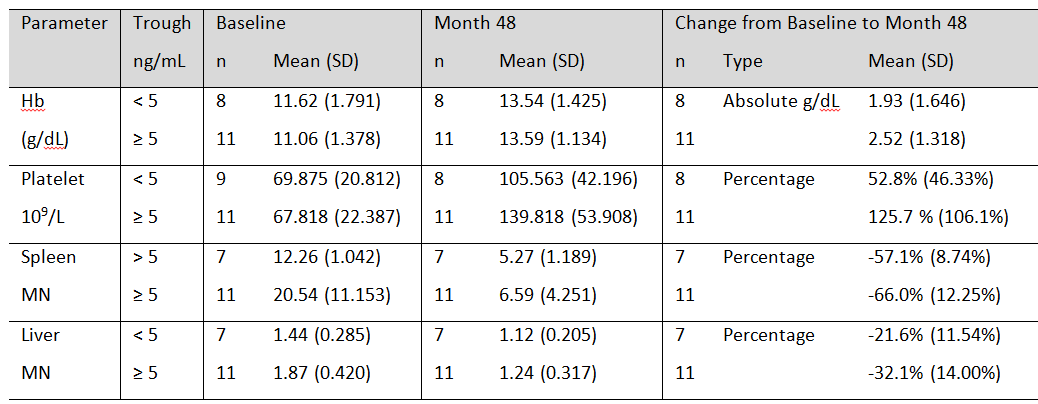 Parameter Trough Baseline Month 48 Change from Baseline to Month 48
ng/mL n Mean (SD) n Mean (SD) n Type Mean (SD)
Hb < 5 8 11.62 (1.791) 8 13.54 (1.425) 8 Absolute g/dL 1.93 (1.646)
(g/dL) ≥ 5 11 11.06 (1.378) 11 13.59 (1.134) 11 2.52 (1.318)
Platelet < 5 9 69.875 (20.812) 8 105.563 (42.196) 8 Percentage 52.8% (46.33%)
10⁹/L ≥ 5 11 67.818 (22.387) 11 139.818 (53.908) 11 125.7 % (106.1%)
Spleen > 5 7 12.26 (1.042) 7 5.27 (1.189) 7 Percentage -57.1% (8.74%)
MN ≥ 5 11 20.54 (11.153) 11 6.59 (4.251) 11 -66.0% (12.25%)
Liver < 5 7 1.44 (0.285) 7 1.12 (0.205) 7 Percentage -21.6% (11.54%)
MN ≥ 5 11 1.87 (0.420) 11 1.24 (0.317) 11 -32.1% (14.00%)